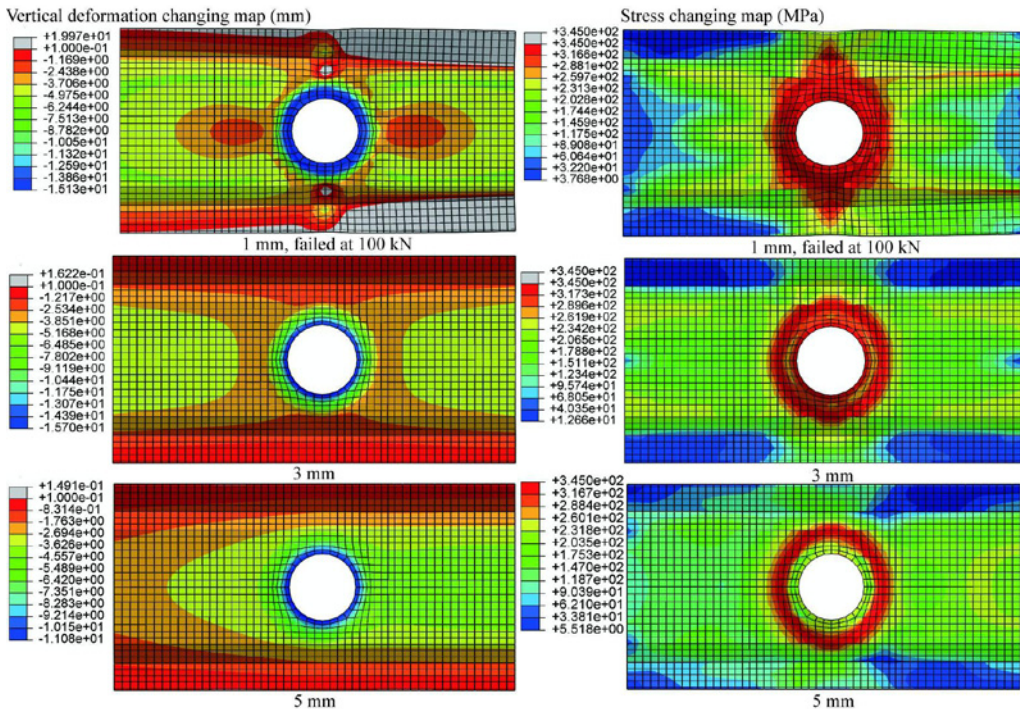 Vertical deformation changing map (mm)
+1.997e+01
+1.000e-01
-1.169e+00
-2.438e+00
-3.706e+00
-4.975e+00
-6.244e+00
-7.513e+00
-8.782e+00
-1.005e+01
-1.132e+01
-1.259e+01
-1.386e+01
-1.513e+01
1 mm, failed at 100 kN
Stress changing map (MPa)
+3.450e+02
+3.450e+02
+3.166e+02
+2.881e+02
+2.597e+02
+2.313e+02
+2.028e+02
+1.744e+02
+1.459e+02
+1.175e+02
+8.908e+01
+6.064e+01
+3.220e+01
+3.768e+00
1 mm, failed at 100 kN
+1.622e-01
+1.000e-01
-1.217e+00
-2.534e+00
-3.851e+00
-5.168e+00
-6.485e+00
-7.802e+00
-9.119e+00
-1.044e+01
-1.175e+01
-1.307e+01
-1.439e+01
-1.570e+01
3 mm
+3.450e+02
+3.450e+02
+3.173e+02
+2.896e+02
+2.619e+02
+2.342e+02
+2.065e+02
+1.788e+02
+1.511e+02
+1.234e+02
+9.574e+01
+6.805e+01
+4.035e+01
+1.266e+01
3 mm
+1.491e-01
+1.000e-01
-8.314e-01
-1.763e+00
-2.694e+00
-3.626e+00
-4.557e+00
-5.489e+00
-6.420e+00
-7.351e+00
-8.283e+00
-9.214e+00
-1.015e+01
-1.108e+01
5 mm
+3.450e+02
+3.167e+02
+2.884e+02
+2.601e+02
+2.318e+02
+2.035e+02
+1.753e+02
+1.470e+02
+1.187e+02
+9.039e+01
+6.210e+01
+3.381e+01
+5.518e+00
5 mm